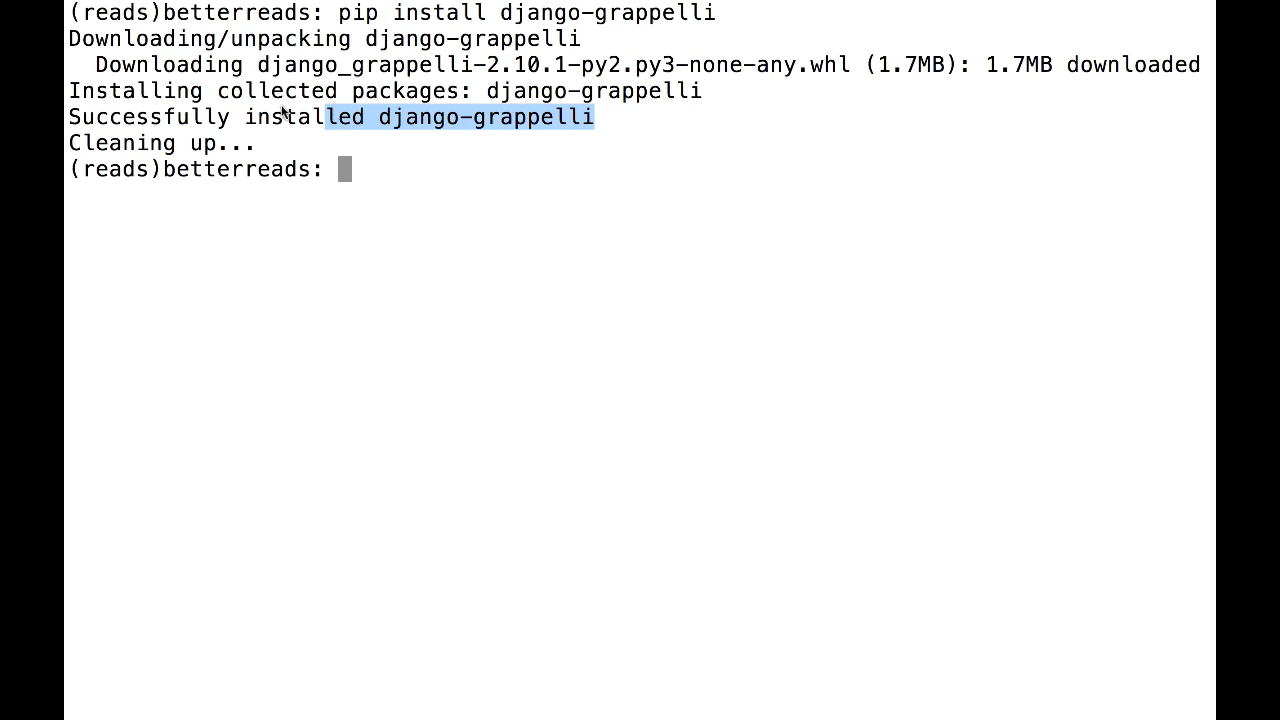 (reads)betterreads: pip install django-grappelli
Downloading/unpacking django-grappelli
  Downloading django_grappelli-2.10.1-py2.py3-none-any.whl (1.7MB): 1.7MB downloaded
Installing collected packages: django-grappelli
Successfully installed django-grappelli
Cleaning up...
(reads)betterreads: